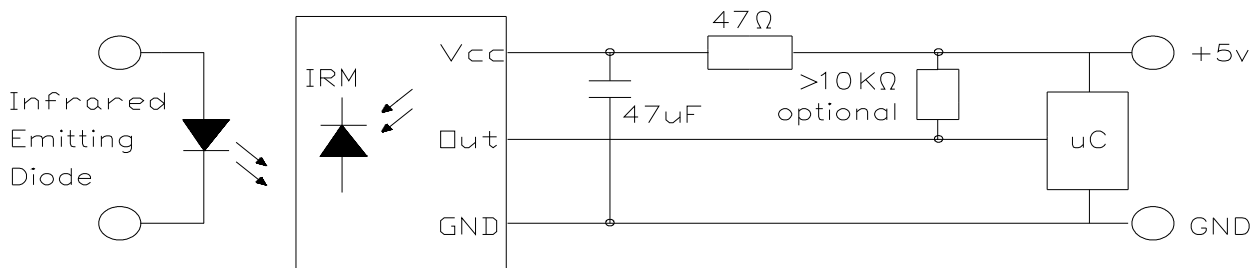 Infrared
Emitting
Diode
IRM
Vcc
Out
GND
47Ω
47uF
>10KΩ
optional
uC
+5v
GND